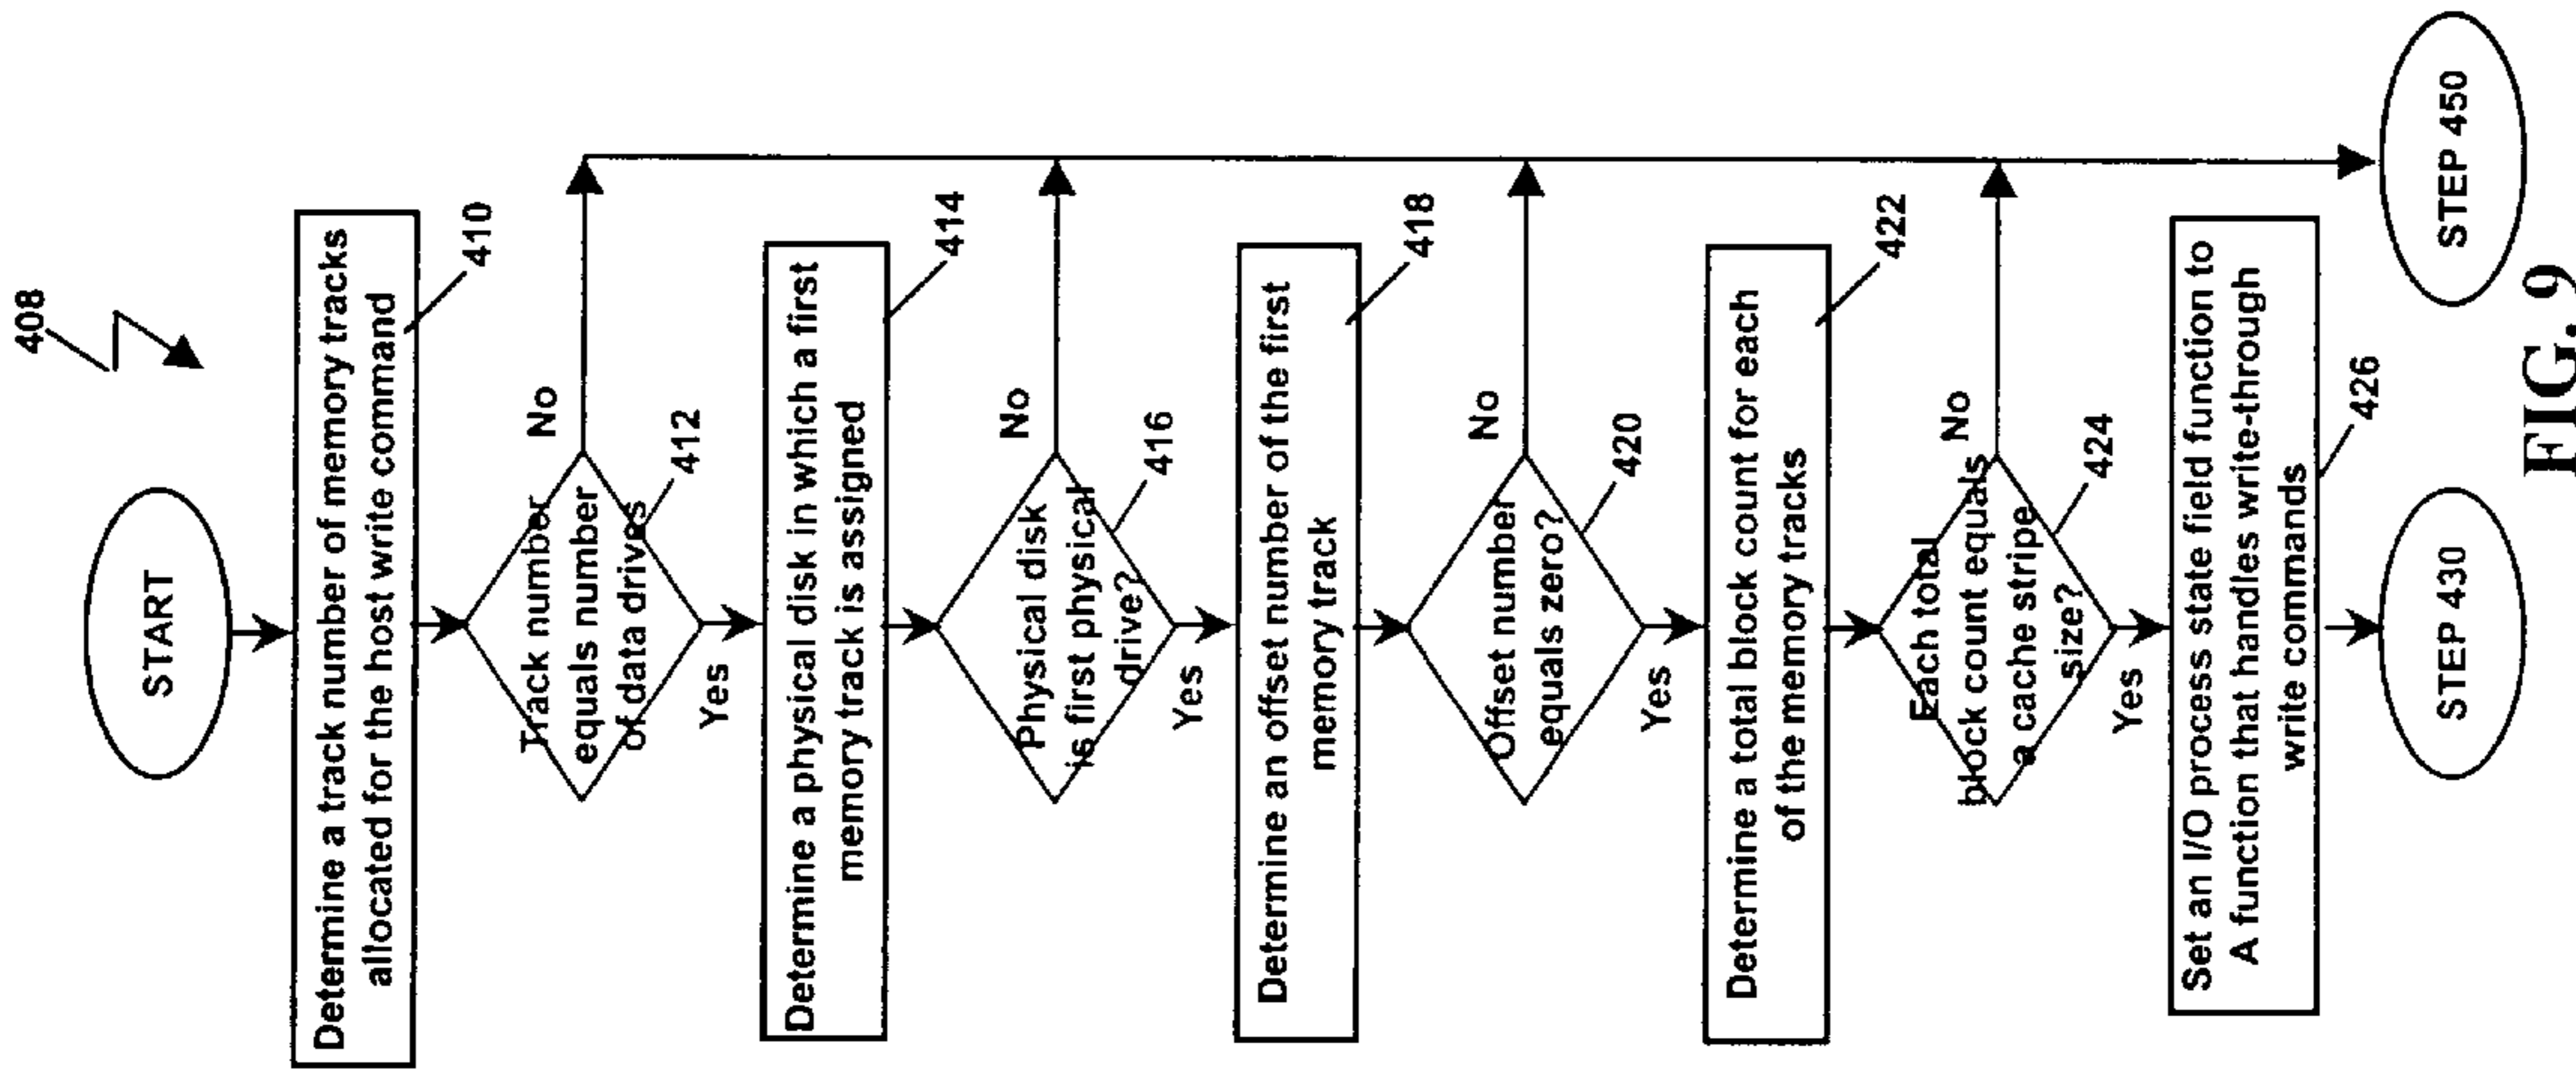 408
START
Determine a track number of memory tracks
allocated for the host write command
410
Track number
equals number
of data drives
412
No
Yes
Determine a physical disk in which a first
memory track is assigned
414
Physical disk
is first physical
drive?
416
No
Yes
Determine an offset number of the first
memory track
418
Offset number
equals zero?
420
No
Yes
Determine a total block count for each
of the memory tracks
422
Each total
block count equals
a cache stripe
size?
424
No
Yes
Set an I/O process state field function to
A function that handles write-through
write commands
426
STEP 430
STEP 450
FIG. 9